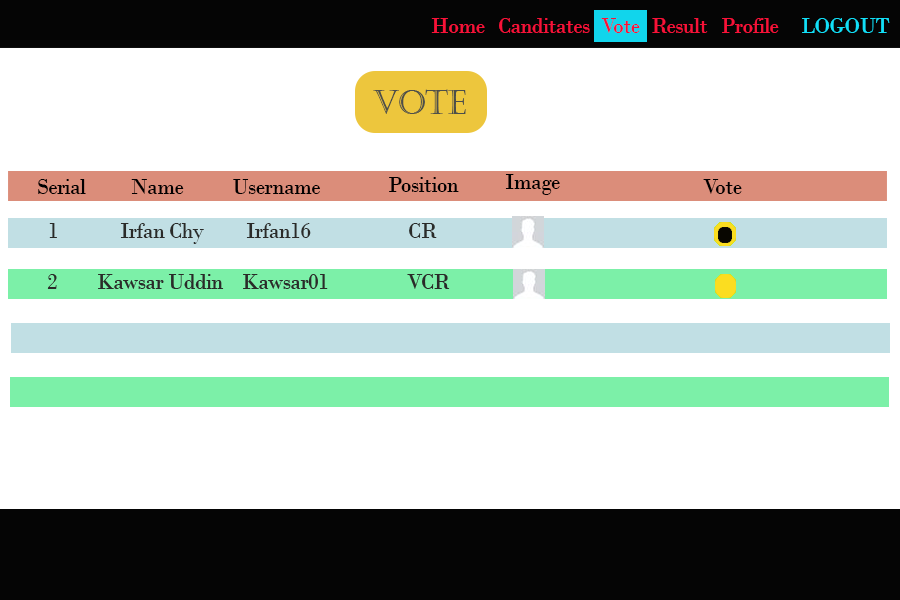 Home Canditates Vote Result Profile LOGOUT
VOTE
Serial Name Username Position Image Vote
1 Irfan Chy Irfan16 CR
2 Kawsar Uddin Kawsar01 VCR